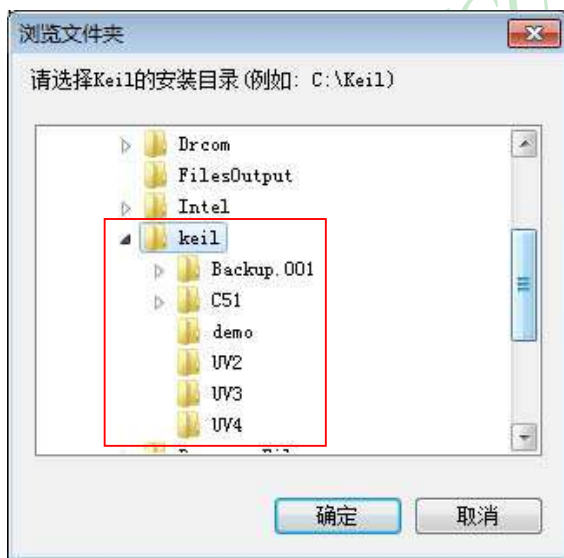 浏览文件夹
请选择Keil的安装目录(例如: C:\Keil)
Drcom
FilesOutput
Intel
keil
Backup.001
C51
demo
UV2
UV3
UV4
确定
取消